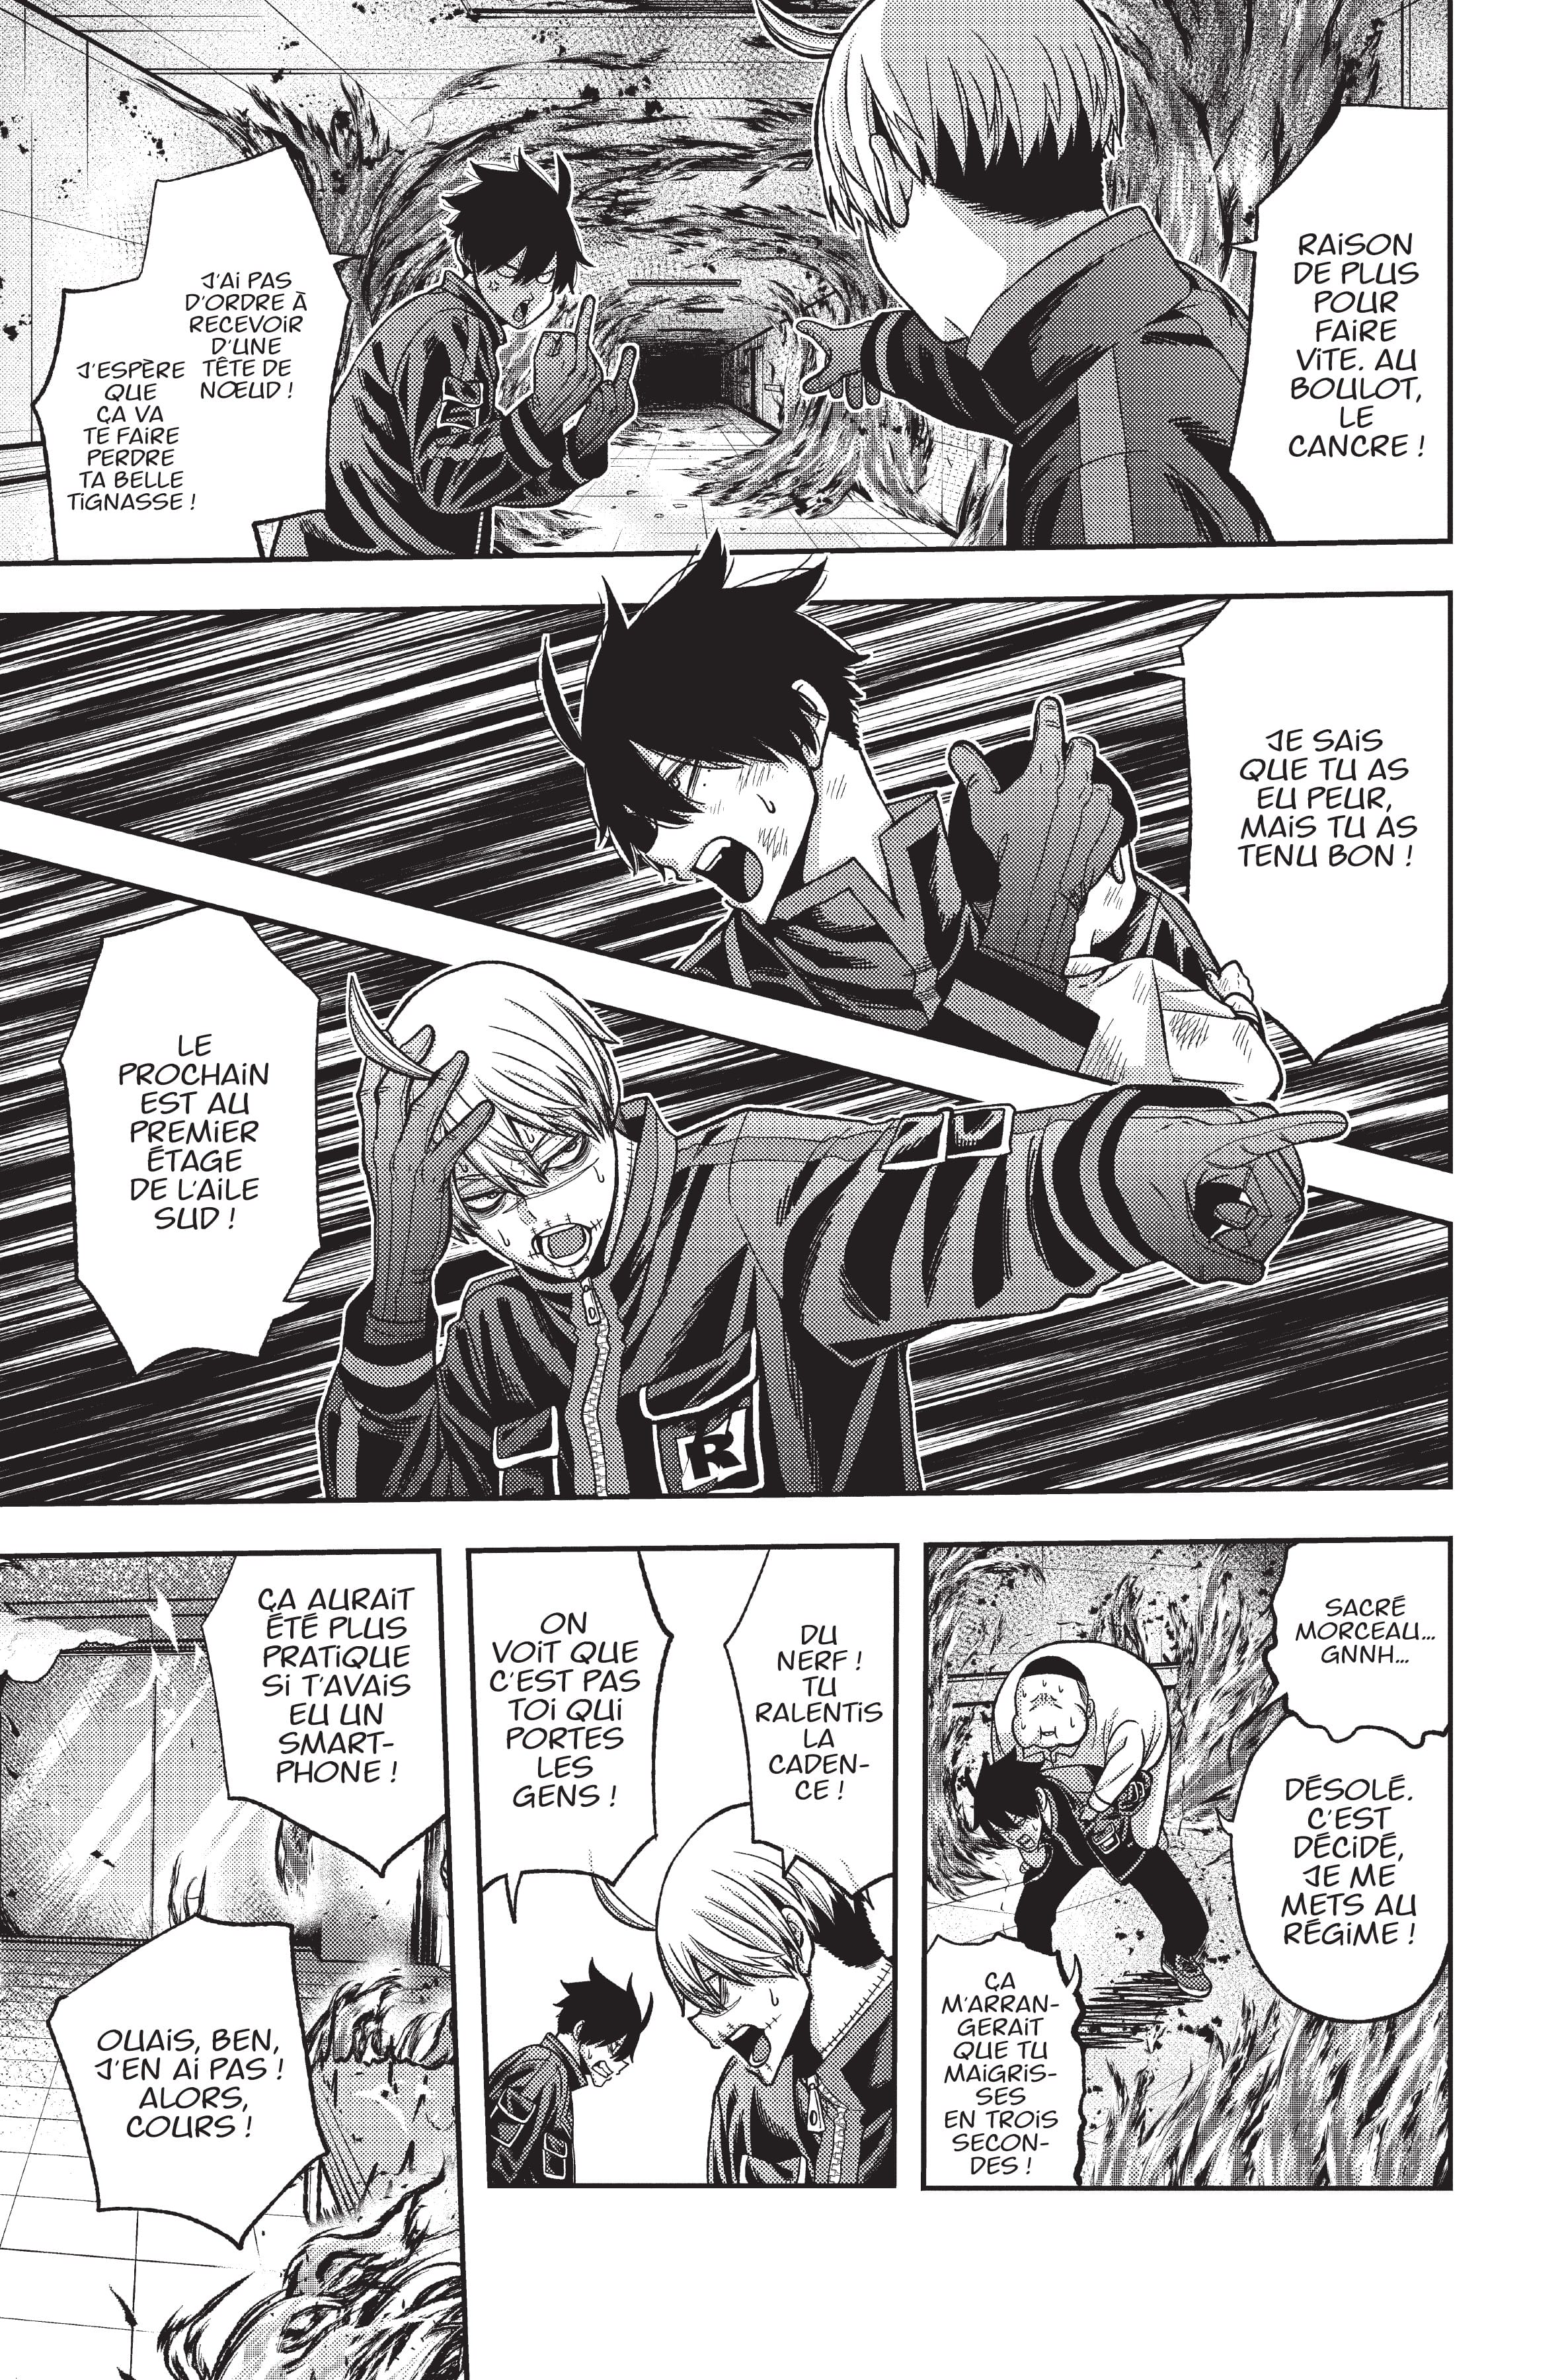 RAISON
DE PLUS
POUR
FAIRE
VITE. AU
BOULOT,
LE
CANCRE !
J'AI PAS
D'ORDRE À
RECEVOIR
D'UNE
TÊTE DE
NŒUD !
J'ESPÈRE
QUE
ÇA VA
TE FAIRE
PERDRE
TA BELLE
TIGNASSE !
JE SAIS
QUE TU AS
EU PEUR,
MAIS TU AS
TENU BON !
LE
PROCHAIN
EST AU
PREMIER
ÉTAGE
DE L'AILE
SUD !
R
SACRÉ
MORCEAU...
GNNH...
DÉSOLÉ.
C'EST
DÉCIDÉ,
JE ME
METS AU
RÉGIME !
ÇA
M'ARRAN-
GERAIT
QUE TU
MAIGRIS-
SES
EN TROIS
SECON-
DES !
DU
NERF !
TU
RALENTIS
LA
CADEN-
CE !
ON
VOIT QUE
C'EST PAS
TOI QUI
PORTES
LES
GENS !
ÇA AURAIT
ÉTÉ PLUS
PRATIQUE
SI T'AVAIS
EU UN
SMART-
PHONE !
OUAIS, BEN,
J'EN AI PAS !
ALORS,
COURS !